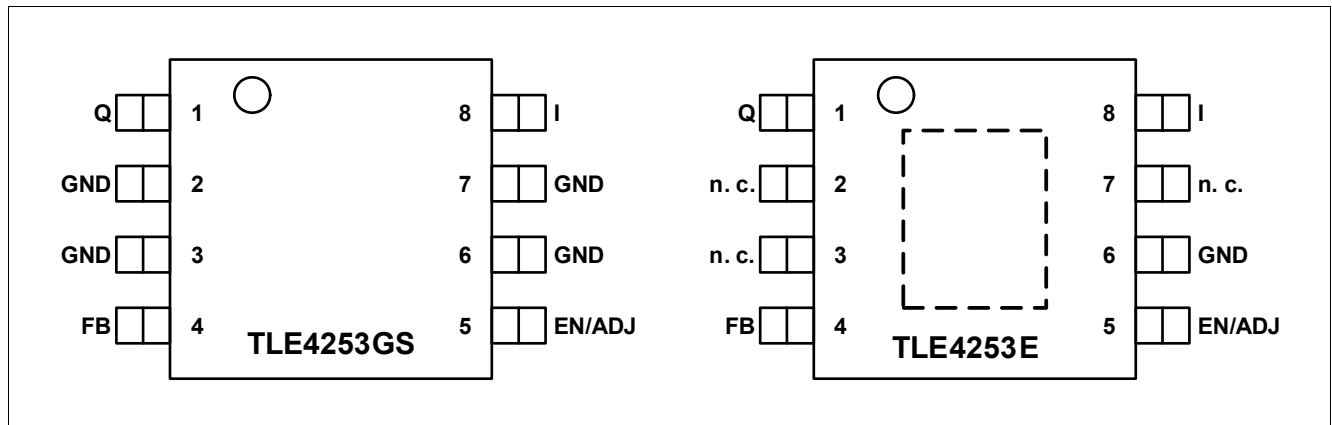 Q 1 8 I
GND 2 7 GND
GND 3 6 GND
FB 4 5 EN/ADJ
TLE4253GS
Q 1 8 I
n. c. 2 7 n. c.
n. c. 3 6 GND
FB 4 5 EN/ADJ
TLE4253E